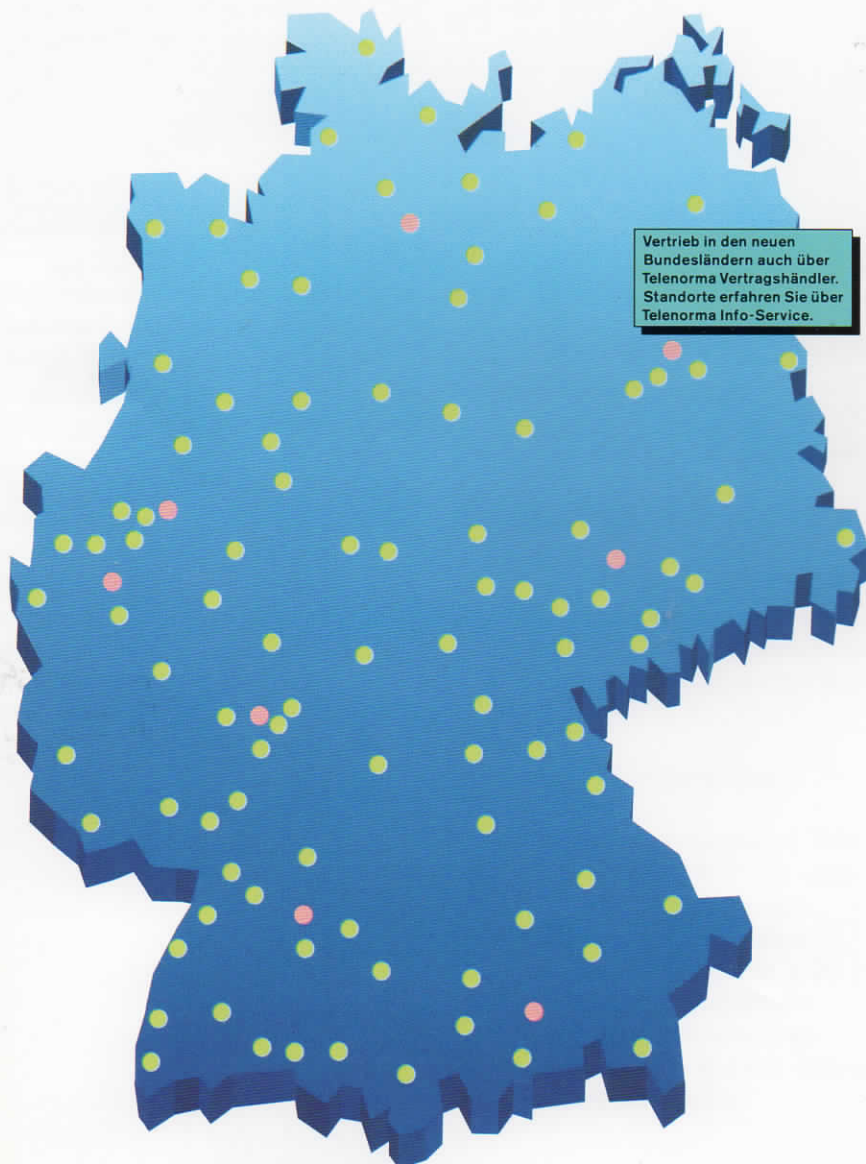 Vertrieb in den neuen
Bundesländern auch über
Telenorma Vertragshändler.
Standorte erfahren Sie über
Telenorma Info-Service.